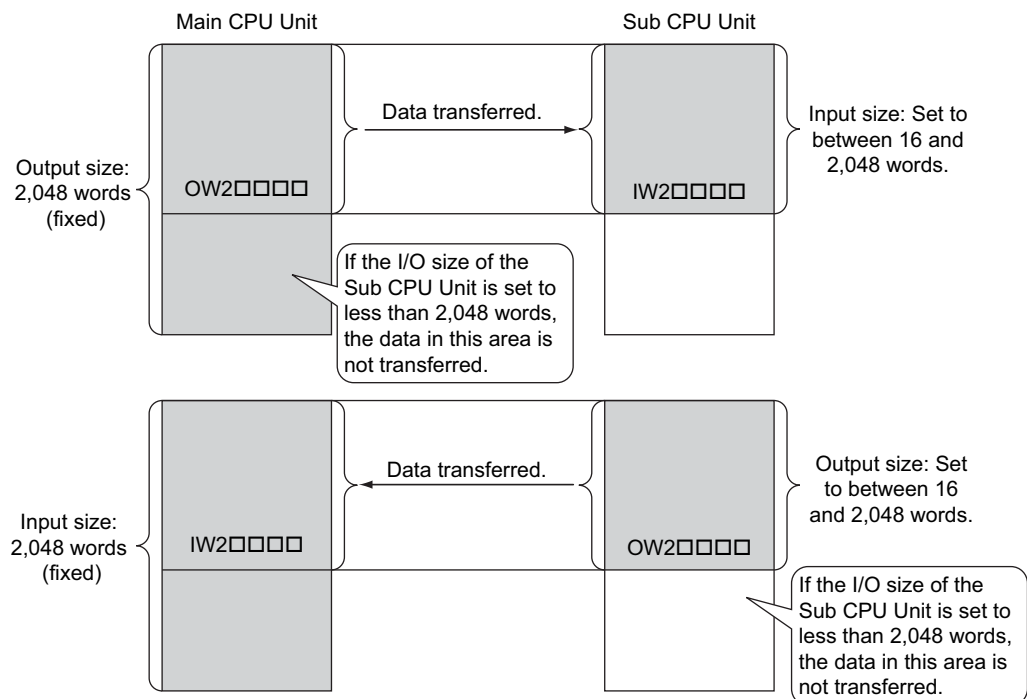 Main CPU Unit
Sub CPU Unit
Output size:
2,048 words
(fixed)
OW2□□□□
Data transferred.
IW2□□□□
Input size: Set to
between 16 and
2,048 words.
If the I/O size of the
Sub CPU Unit is set to
less than 2,048 words,
the data in this area is
not transferred.
Input size:
2,048 words
(fixed)
IW2□□□□
Data transferred.
OW2□□□□
Output size: Set
to between 16
and 2,048 words.
If the I/O size of the
Sub CPU Unit is set to
less than 2,048 words,
the data in this area is
not transferred.